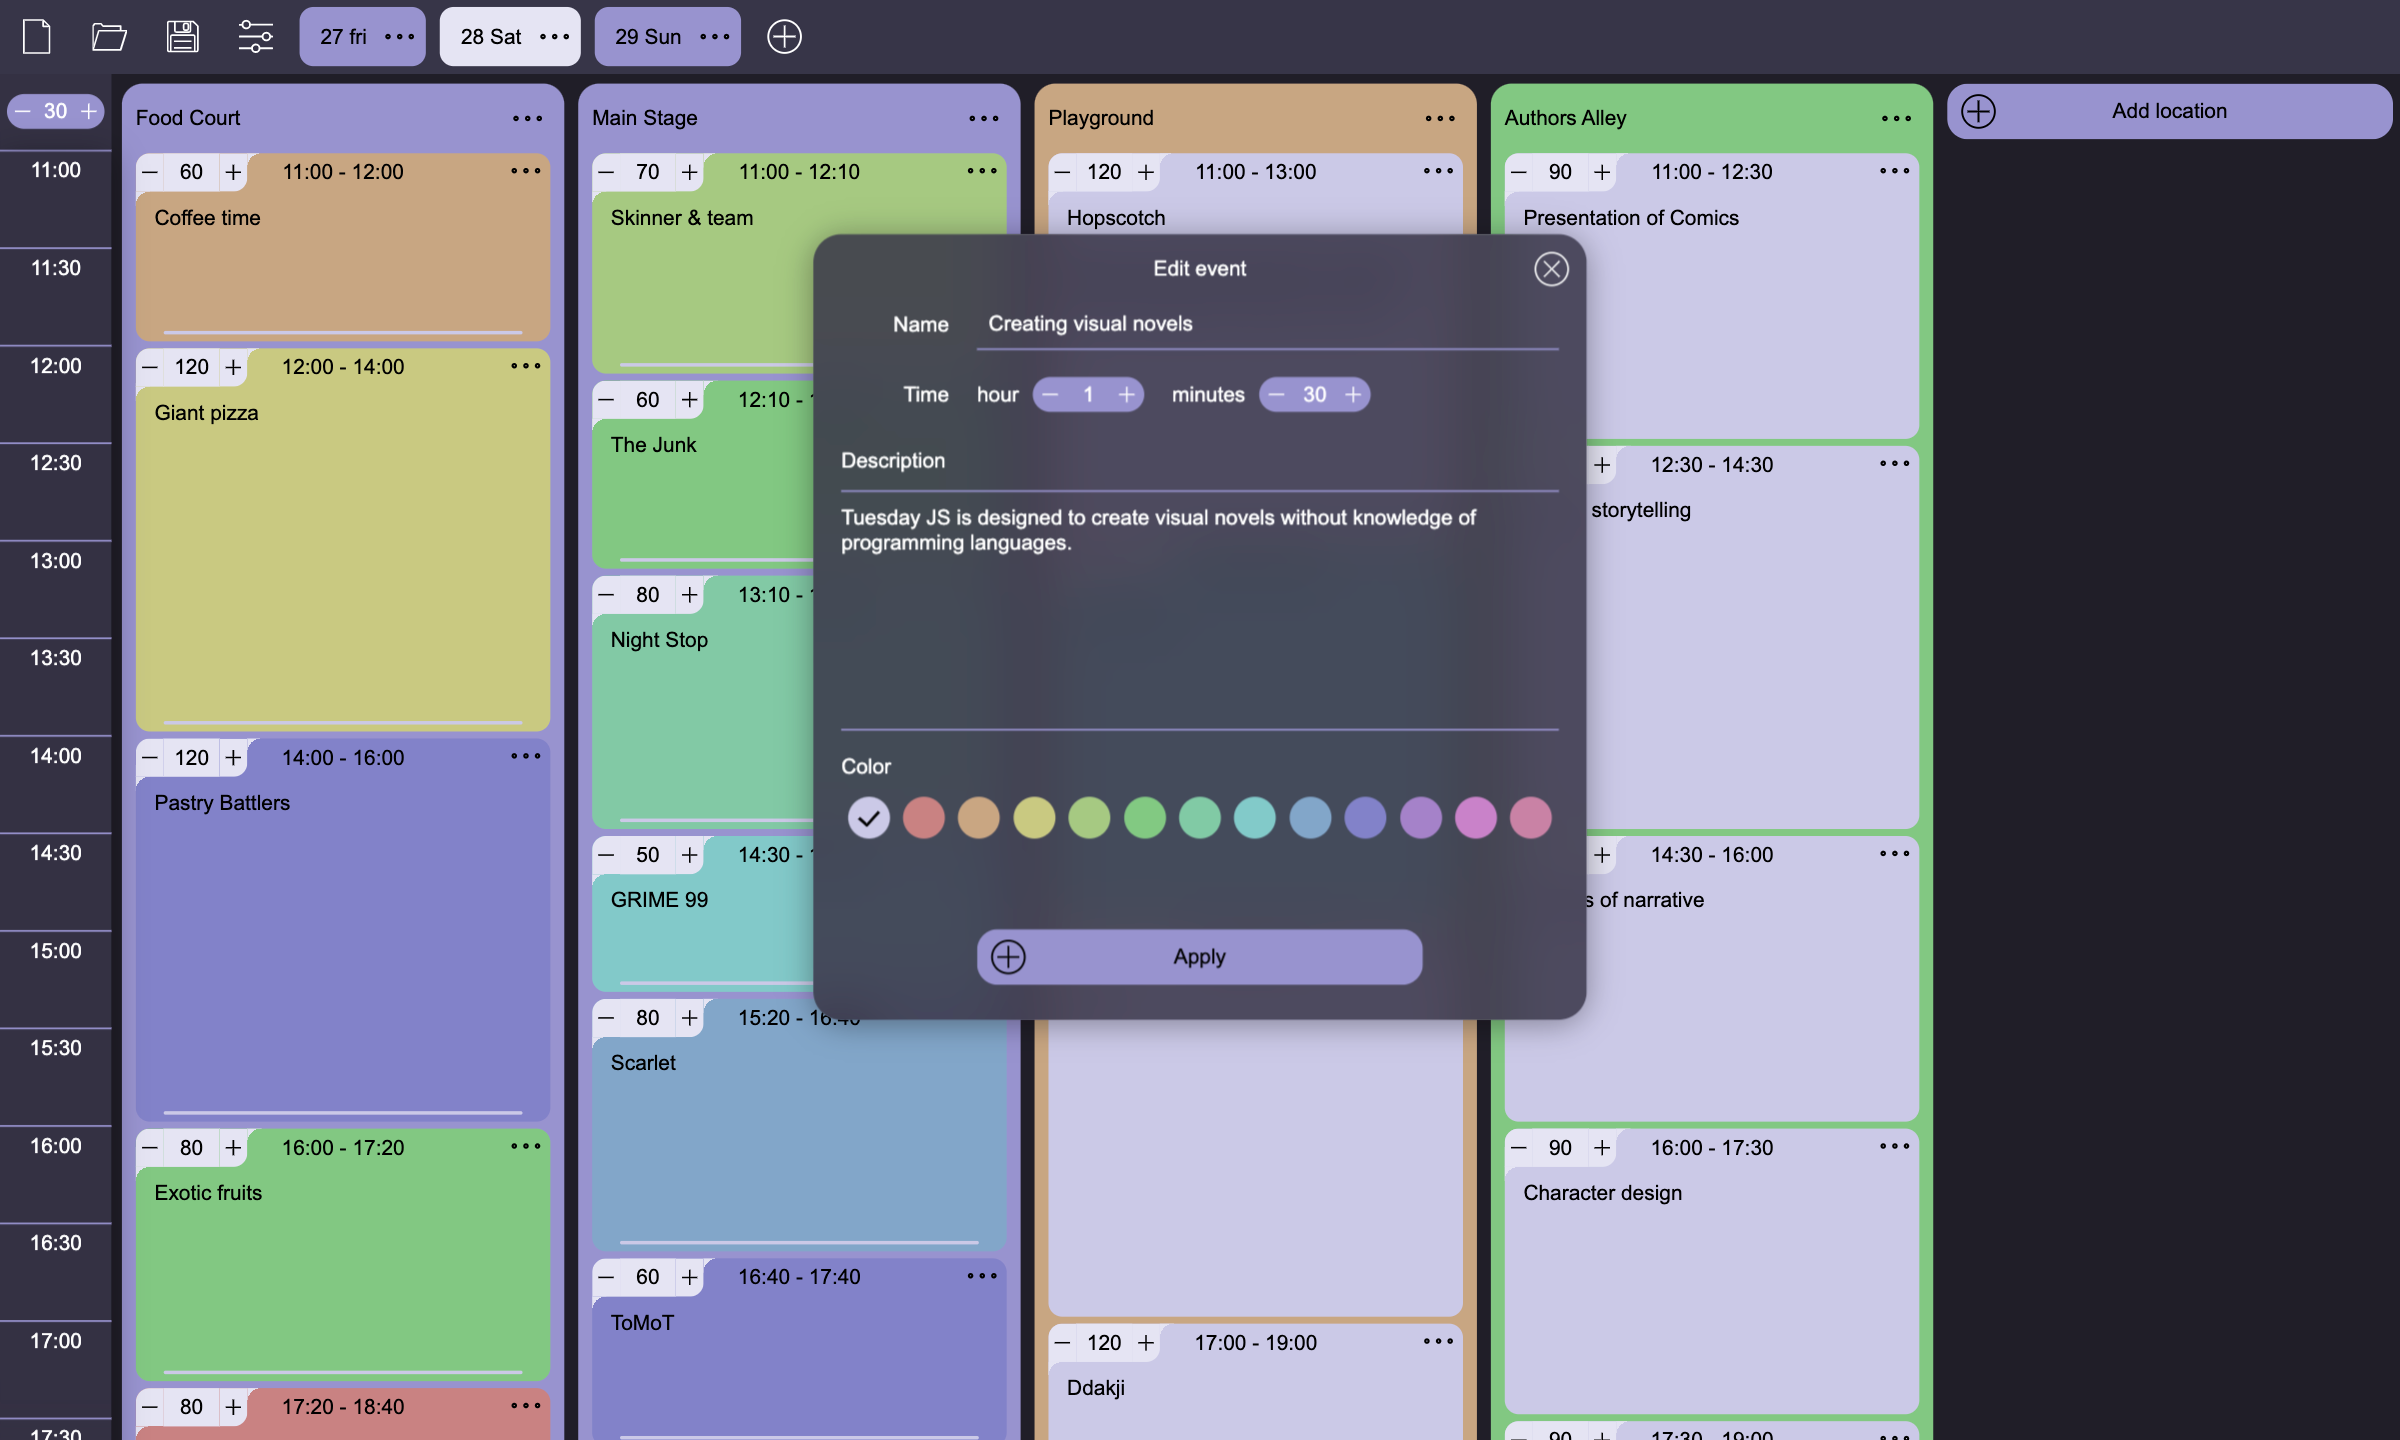 27 fri
28 Sat
29 Sun
30
Food Court
Main Stage
Playground
Authors Alley
Add location
11:00
11:30
12:00
12:30
13:00
13:30
14:00
14:30
15:00
15:30
16:00
16:30
17:00
17:30
60 11:00 - 12:00
Coffee time
120 12:00 - 14:00
Giant pizza
120 14:00 - 16:00
Pastry Battlers
80 16:00 - 17:20
Exotic fruits
80 17:20 - 18:40
70 11:00 - 12:10
Skinner & team
60 12:10 -
The Junk
80 13:10 -
Night Stop
50 14:30 -
GRIME 99
80 15:20 - 16:40
Scarlet
60 16:40 - 17:40
ToMoT
120 11:00 - 13:00
Hopscotch
120 17:00 - 19:00
Ddakji
90 11:00 - 12:30
Presentation of Comics
12:30 - 14:30
storytelling
14:30 - 16:00
of narrative
90 16:00 - 17:30
Character design
90 17:30 - 19:00
Edit event
Name Creating visual novels
Time hour 1 minutes 30
Description
Tuesday JS is designed to create visual novels without knowledge of
programming languages.
Color
Apply